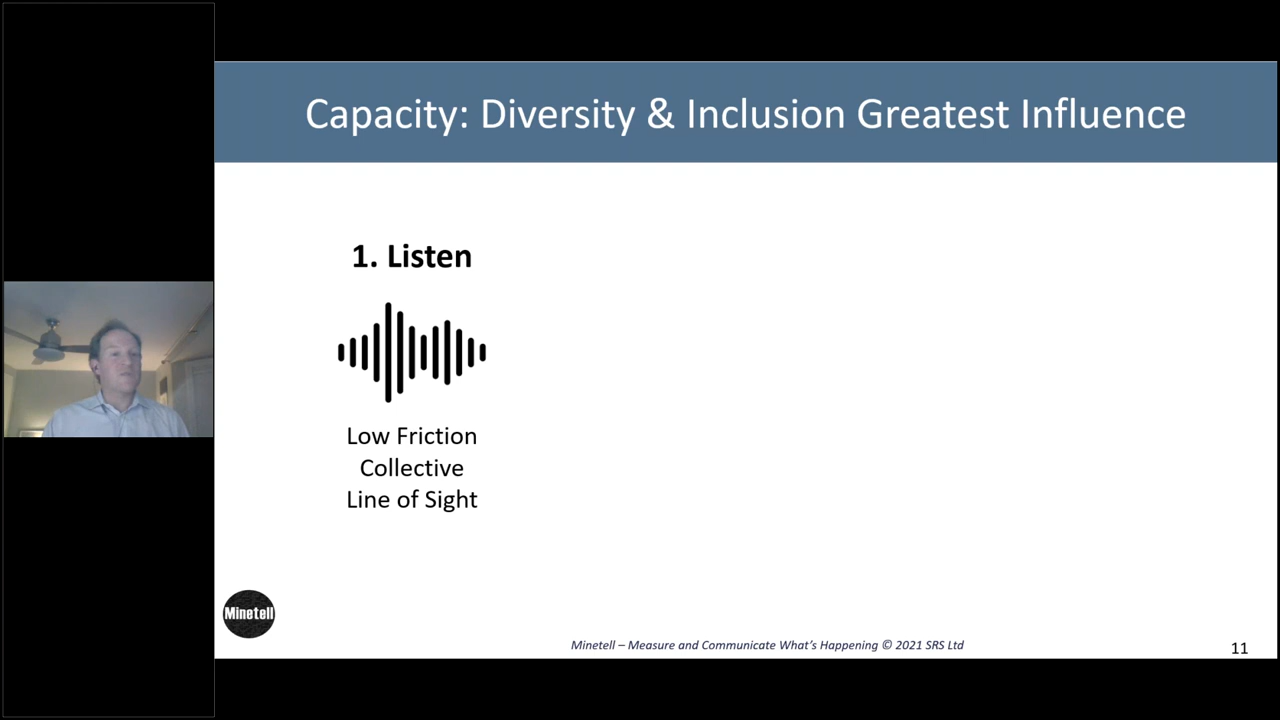 Capacity: Diversity & Inclusion Greatest Influence
1. Listen
Low Friction
Collective
Line of Sight
Minetell
Minetell – Measure and Communicate What's Happening © 2021 SRS Ltd
11